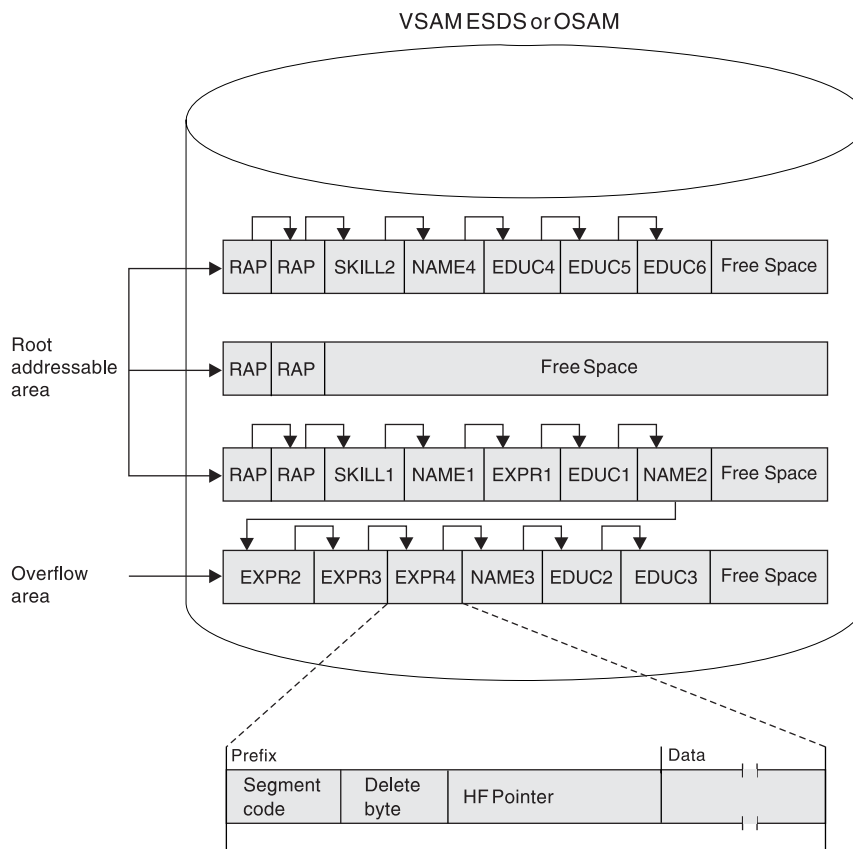 VSAM ESDS or OSAM
RAP RAP SKILL2 NAME4 EDUC4 EDUC5 EDUC6 Free Space
Root
addressable
area
RAP RAP Free Space
RAP RAP SKILL1 NAME1 EXPR1 EDUC1 NAME2 Free Space
Overflow
area
EXPR2 EXPR3 EXPR4 NAME3 EDUC2 EDUC3 Free Space
Prefix Data
Segment
code
Delete
byte
HF Pointer